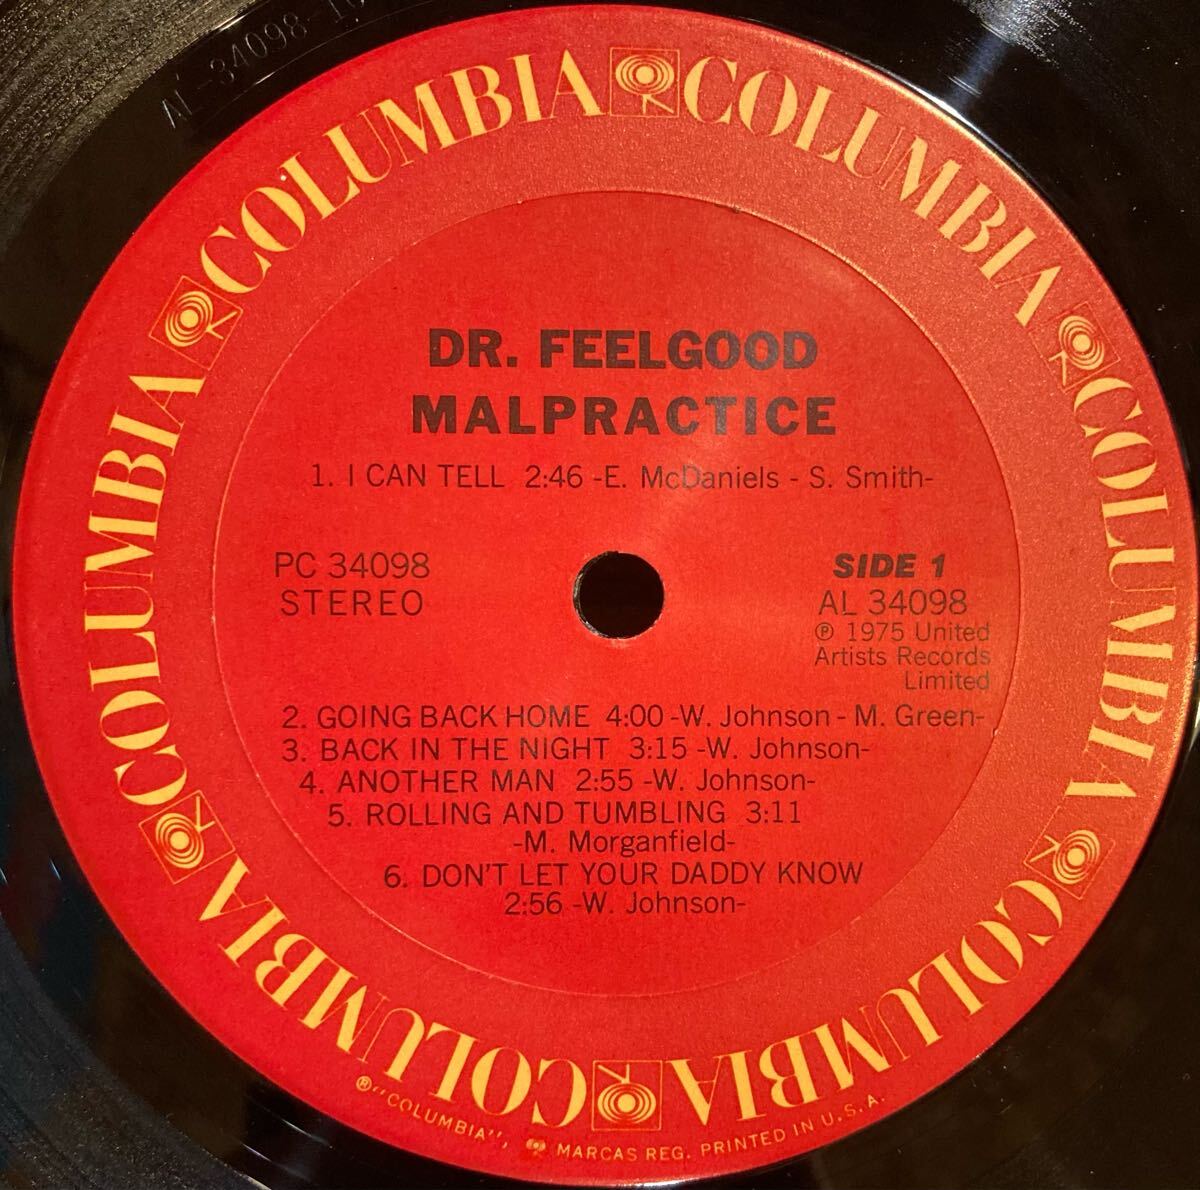 AL-34098-1
COLUMBIA COLUMBIA COLUMBIA COLUMBIA COLUMBIA COLUMBIA
DR. FEELGOOD
MALPRACTICE
1. I CAN TELL 2:46 -E. McDaniels - S. Smith-
PC 34098
STEREO
SIDE 1
AL 34098
℗ 1975 United
Artists Records
Limited
2. GOING BACK HOME 4:00 -W. Johnson - M. Green-
3. BACK IN THE NIGHT 3:15 -W. Johnson-
4. ANOTHER MAN 2:55 -W. Johnson-
5. ROLLING AND TUMBLING 3:11
-M. Morganfield-
6. DON'T LET YOUR DADDY KNOW
2:56 -W. Johnson-
®"COLUMBIA", MARCAS REG. PRINTED IN U.S.A.